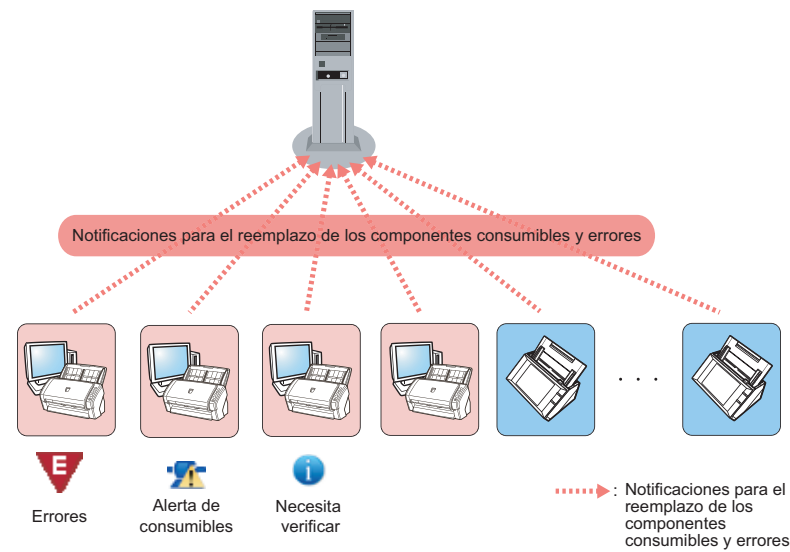 Notificaciones para el reemplazo de los componentes consumibles y errores
. . .
E
i
Errores
Alerta de
consumibles
Necesita
verificar
: Notificaciones para el
reemplazo de los
componentes
consumibles y errores